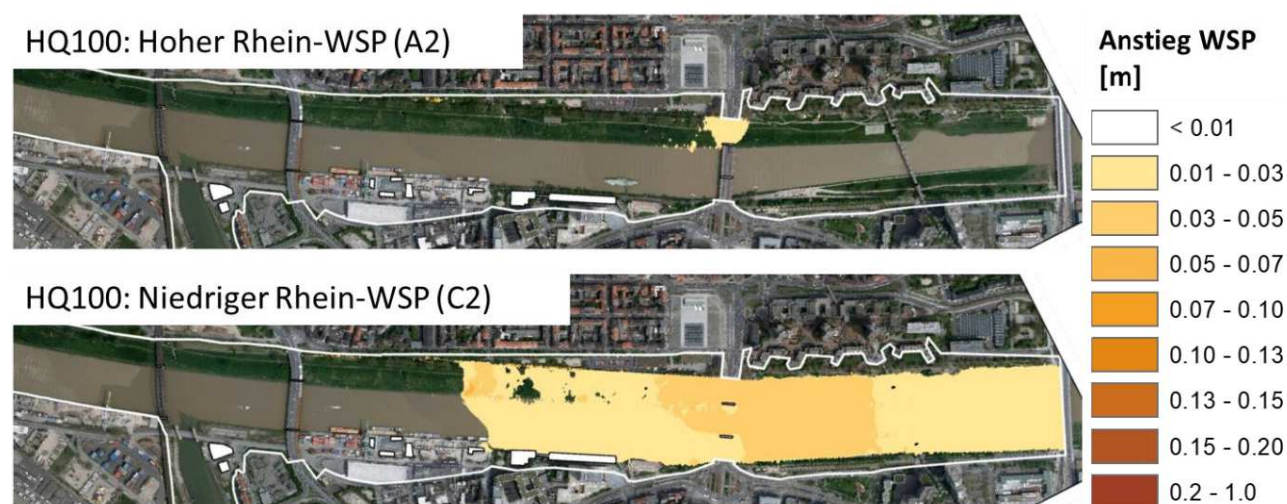 HQ100: Hoher Rhein-WSP (A2)
HQ100: Niedriger Rhein-WSP (C2)
Anstieg WSP
[m]
< 0.01
0.01 - 0.03
0.03 - 0.05
0.05 - 0.07
0.07 - 0.10
0.10 - 0.13
0.13 - 0.15
0.15 - 0.20
0.2 - 1.0